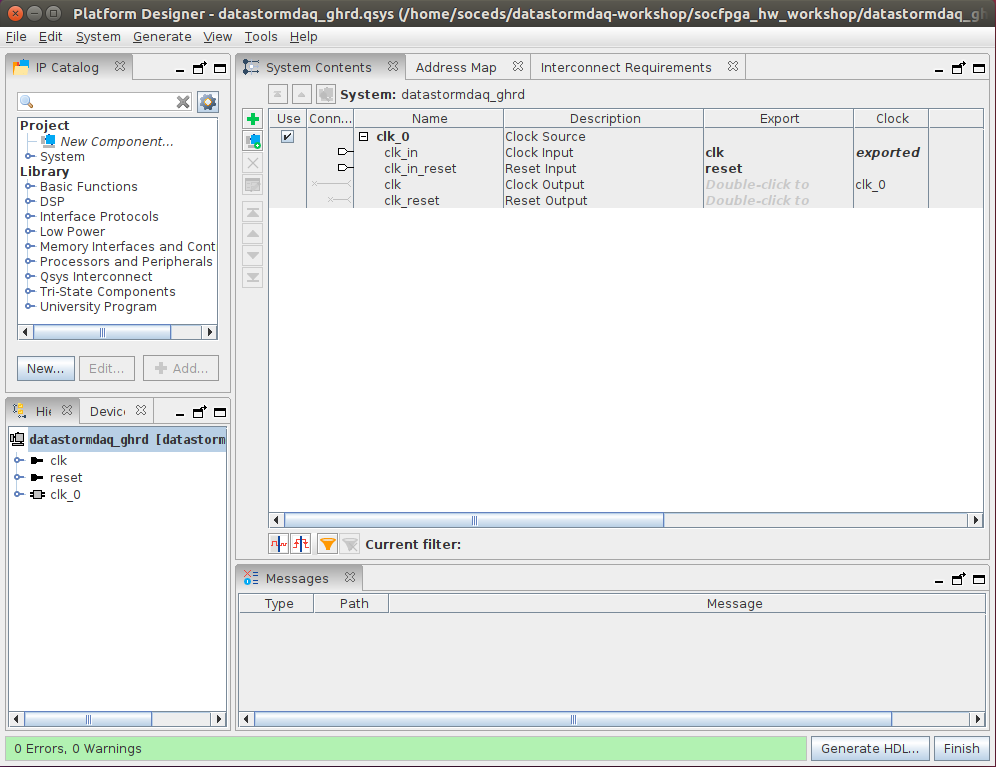 Platform Designer - datastormdaq_ghrd.qsys (/home/soceds/datastormdaq-workshop/socfpga_hw_workshop/datastormdaq_gh
File Edit System Generate View Tools Help
IP Catalog
Project
New Component...
System
Library
Basic Functions
DSP
Interface Protocols
Low Power
Memory Interfaces and Cont
Processors and Peripherals
Qsys Interconnect
Tri-State Components
University Program
New... Edit... Add...
Hie Device
datastormdaq_ghrd [datastorm
clk
reset
clk_0
System Contents Address Map Interconnect Requirements
System: datastormdaq_ghrd
Use Conn... Name Description Export Clock
clk_0 Clock Source
clk_in Clock Input clk exported
clk_in_reset Reset Input reset
clk Clock Output Double-click to clk_0
clk_reset Reset Output Double-click to
Current filter:
Messages
Type Path Message
0 Errors, 0 Warnings
Generate HDL... Finish